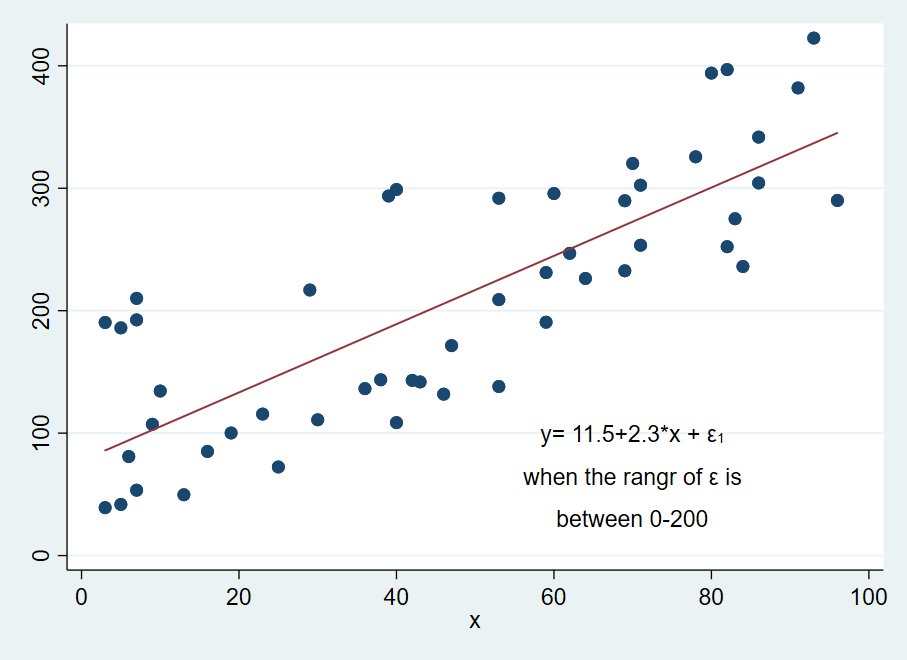 400
300
200
100
0
y= 11.5+2.3*x + ε₁
when the rangr of ε is
between 0-200
0 20 40 60 80 100
x